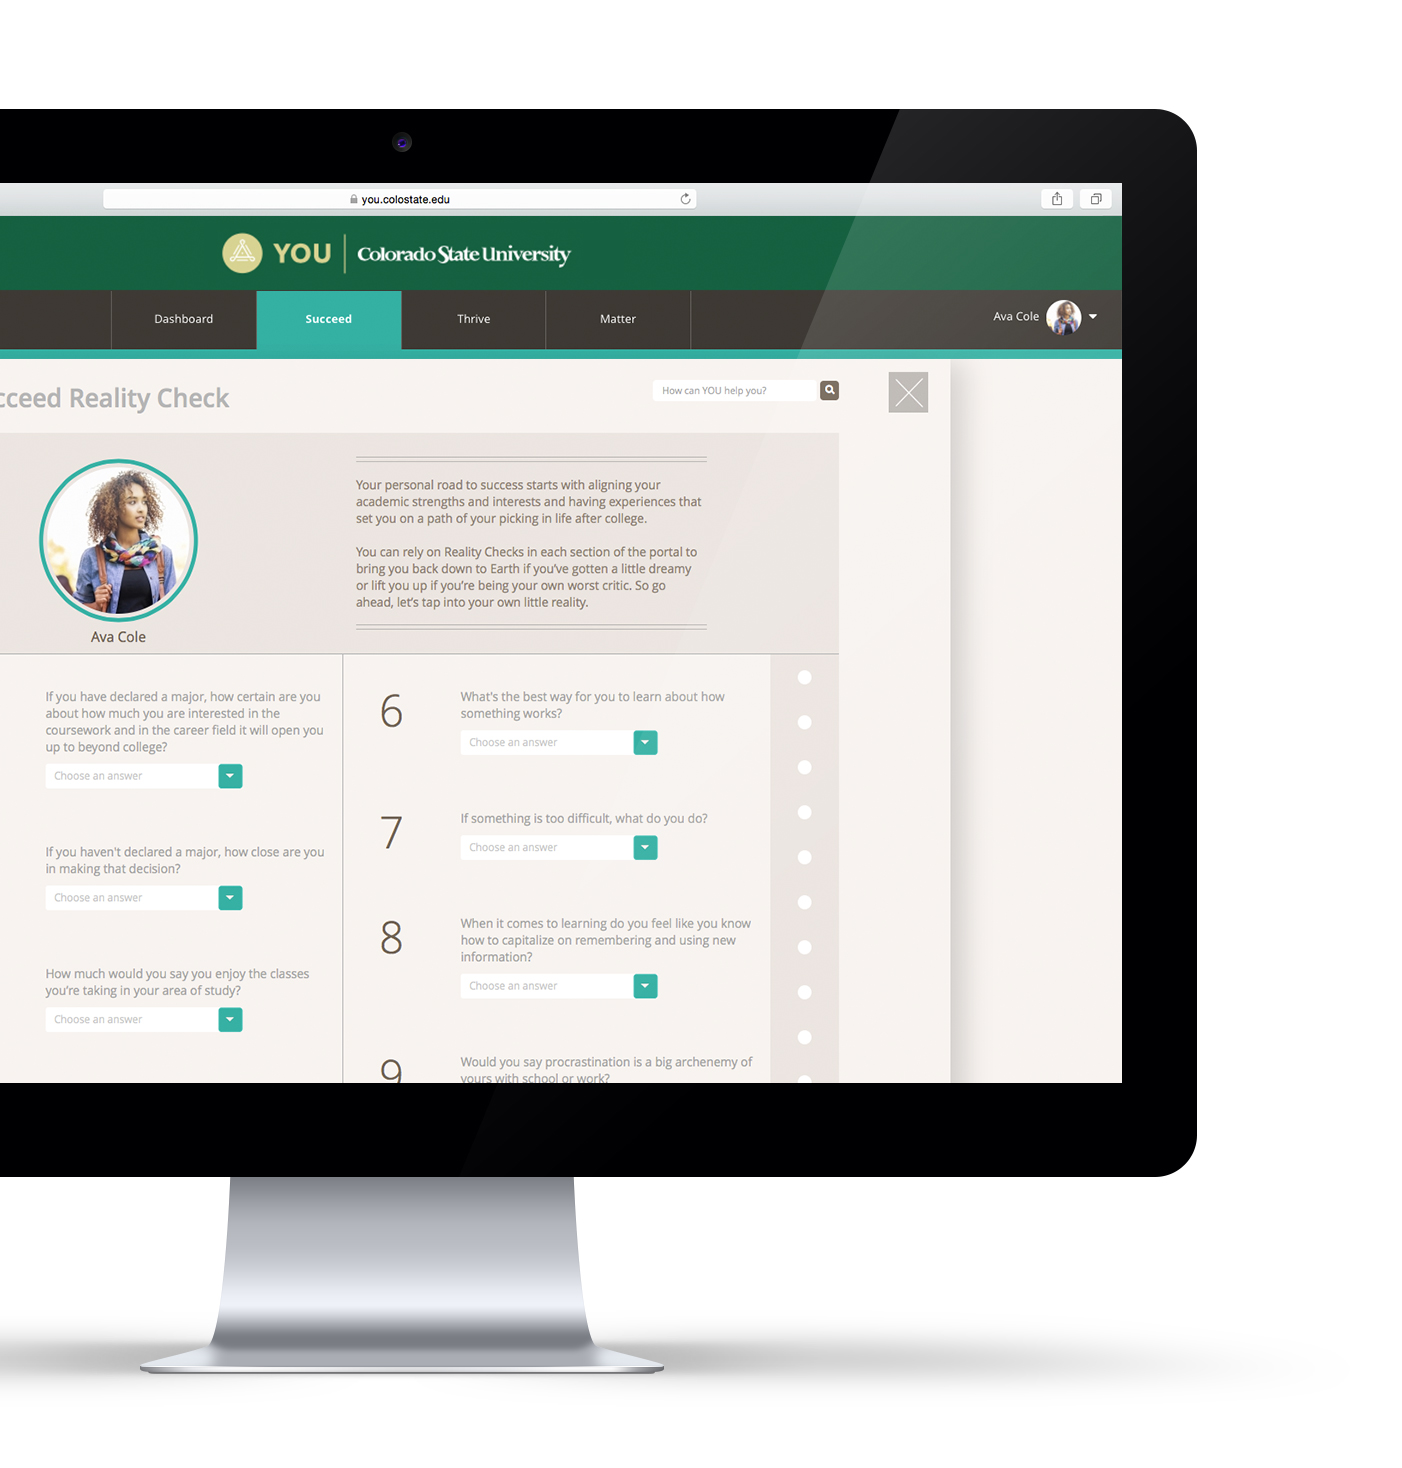 you.colostate.edu
YOU
Colorado State University
Dashboard
Succeed
Thrive
Matter
Ava Cole
Reality Check
How can YOU help you?
Your personal road to success starts with aligning your
academic strengths and interests and having experiences that
set you on a path of your picking in life after college.
You can rely on Reality Checks in each section of the portal to
bring you back down to Earth if you've gotten a little dreamy
or lift you up if you're being your own worst critic. So go
ahead, let's tap into your own little reality.
Ava Cole
If you have declared a major, how certain are you
about how much you are interested in the
coursework and in the career field it will open you
up to beyond college?
Choose an answer
If you haven't declared a major, how close are you
in making that decision?
Choose an answer
How much would you say you enjoy the classes
you're taking in your area of study?
Choose an answer
6
What's the best way for you to learn about how
something works?
Choose an answer
7
If something is too difficult, what do you do?
Choose an answer
8
When it comes to learning do you feel like you know
how to capitalize on remembering and using new
information?
Choose an answer
9
Would you say procrastination is a big archenemy of
yours with school or work?